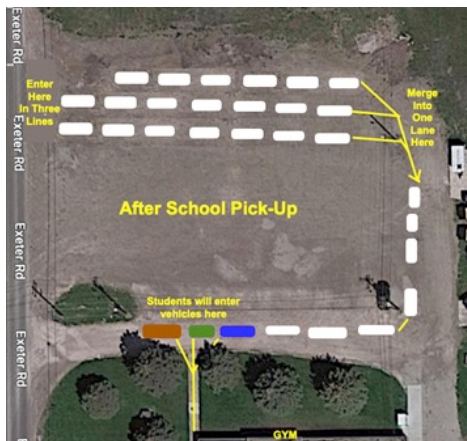 Exeter Rd
Exeter Rd
Exeter Rd
Exeter Rd
Enter
Here
In Three
Lines
Merge
Into
One
Lane
Here
After School Pick-Up
Students will enter
vehicles here
GYM